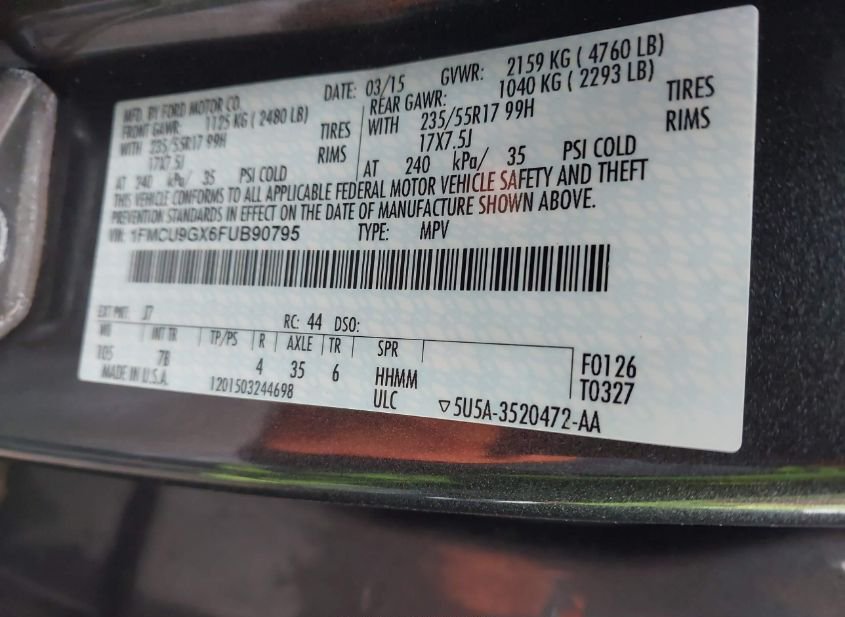 MFD. BY FORD MOTOR CO.
DATE: 03/15 GVWR: 2159 KG ( 4760 LB)
FRONT GAWR: 1125 KG ( 2480 LB)
REAR GAWR: 1040 KG ( 2293 LB)
WITH 235/55R17 99H TIRES
WITH 235/55R17 99H TIRES
17X7.5J RIMS
17X7.5J RIMS
AT 240 kPa/ 35 PSI COLD
AT 240 kPa/ 35 PSI COLD
THIS VEHICLE CONFORMS TO ALL APPLICABLE FEDERAL MOTOR VEHICLE SAFETY AND THEFT
PREVENTION STANDARDS IN EFFECT ON THE DATE OF MANUFACTURE SHOWN ABOVE.
VIN: 1FMCU9GX6FUB90795 TYPE: MPV
EXT PNT: J7 RC: 44 DSO:
WB INT TR TP/PS R AXLE TR SPR
105 7B 4 35 6 HHMM F0126
MADE IN U.S.A. 1201503244698 ULC T0327
▽5U5A-3520472-AA